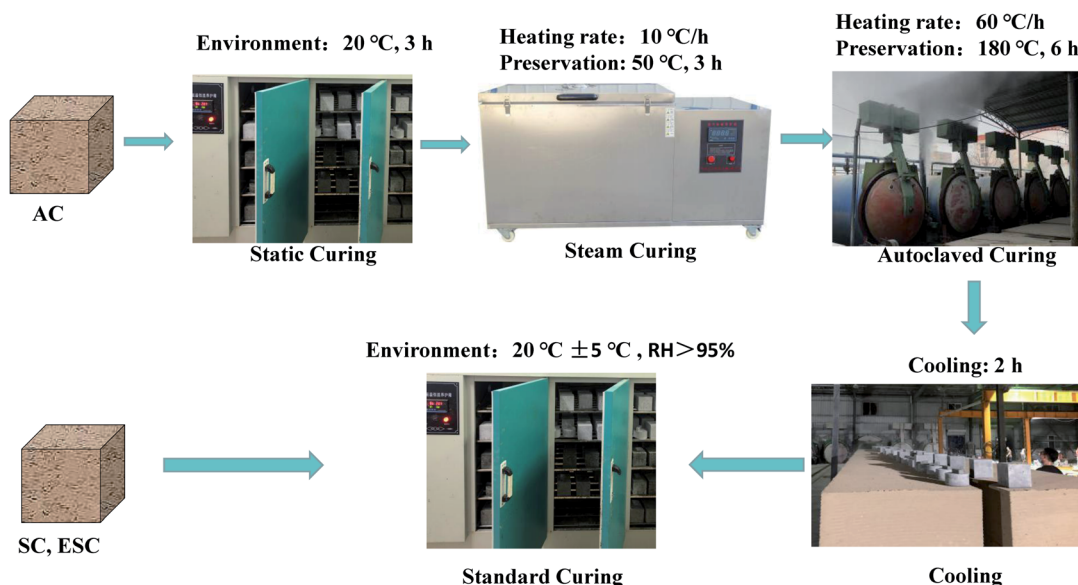 Environment：20 ℃, 3 h
Heating rate：10 ℃/h
Preservation: 50 ℃, 3 h
Heating rate：60 ℃/h
Preservation：180 ℃, 6 h
AC
Static Curing
Steam Curing
Autoclaved Curing
Environment：20 ℃ ±5 ℃ , RH＞95%
Cooling: 2 h
SC, ESC
Standard Curing
Cooling